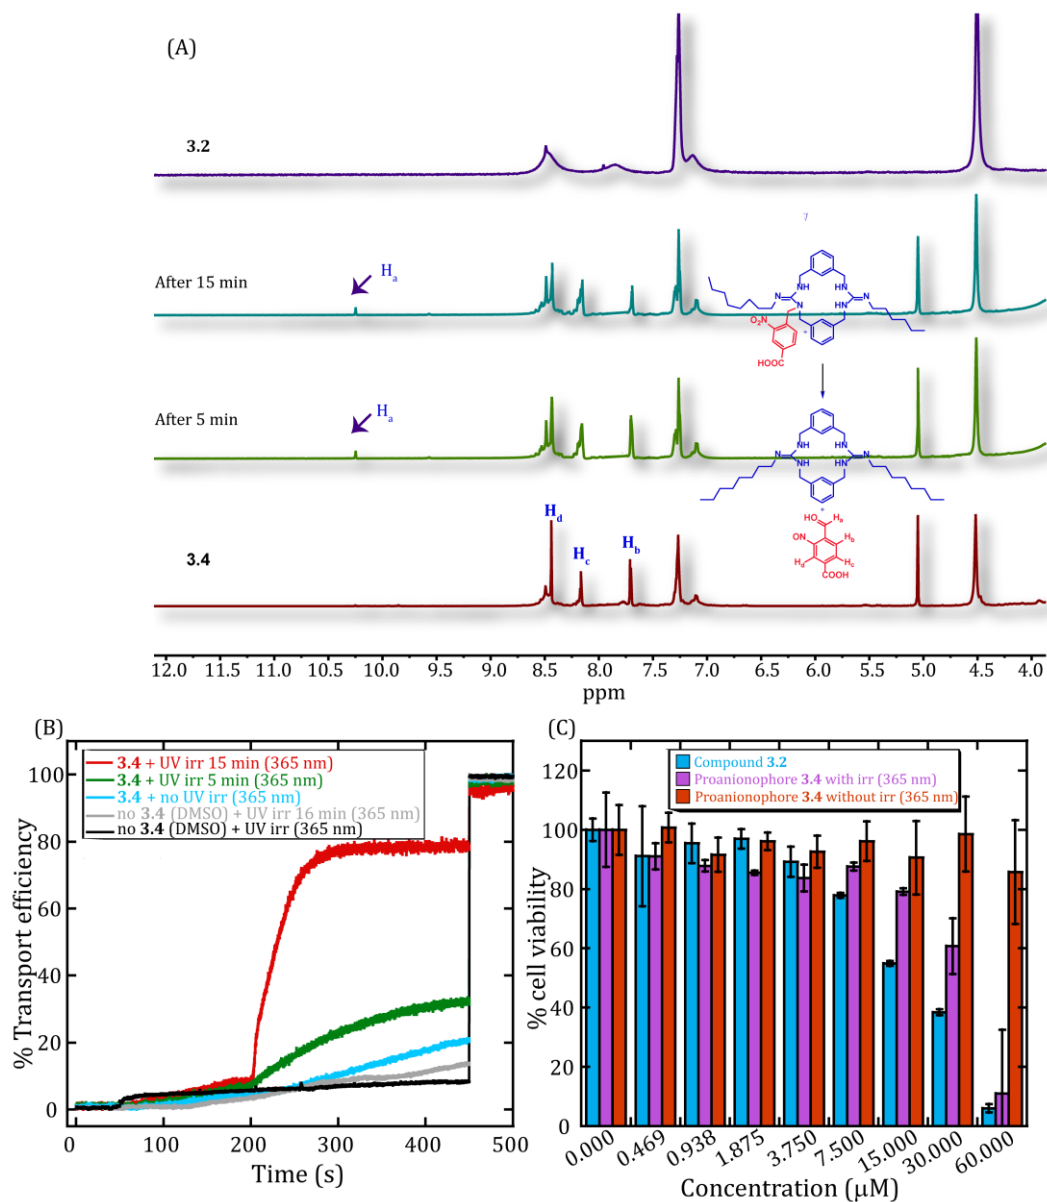 (A)
3.2
After 15 min
Hₐ
NH
HN
N
N
NH
HN
O₂N
HOOC
After 5 min
Hₐ
NH
HN
N
N
NH
HN
HO
Hₐ
ON
H_b
H_d
H_c
COOH
3.4
H_d
H_c
H_b
12.0 11.5 11.0 10.5 10.0 9.5 9.0 8.5 8.0 7.5 7.0 6.5 6.0 5.5 5.0 4.5 4.0
ppm
(B)
3.4 + UV irr 15 min (365 nm)
3.4 + UV irr 5 min (365 nm)
3.4 + no UV irr (365 nm)
no 3.4 (DMSO) + UV irr 16 min (365 nm)
no 3.4 (DMSO) + UV irr (365 nm)
% Transport efficiency
100
80
60
40
20
0
0 100 200 300 400 500
Time (s)
(C)
Compound 3.2
Proanionophore 3.4 with irr (365 nm)
Proanionophore 3.4 without irr (365 nm)
% cell viability
120
100
80
60
40
20
0
0.000 0.469 0.938 1.875 3.750 7.500 15.000 30.000 60.000
Concentration (μM)